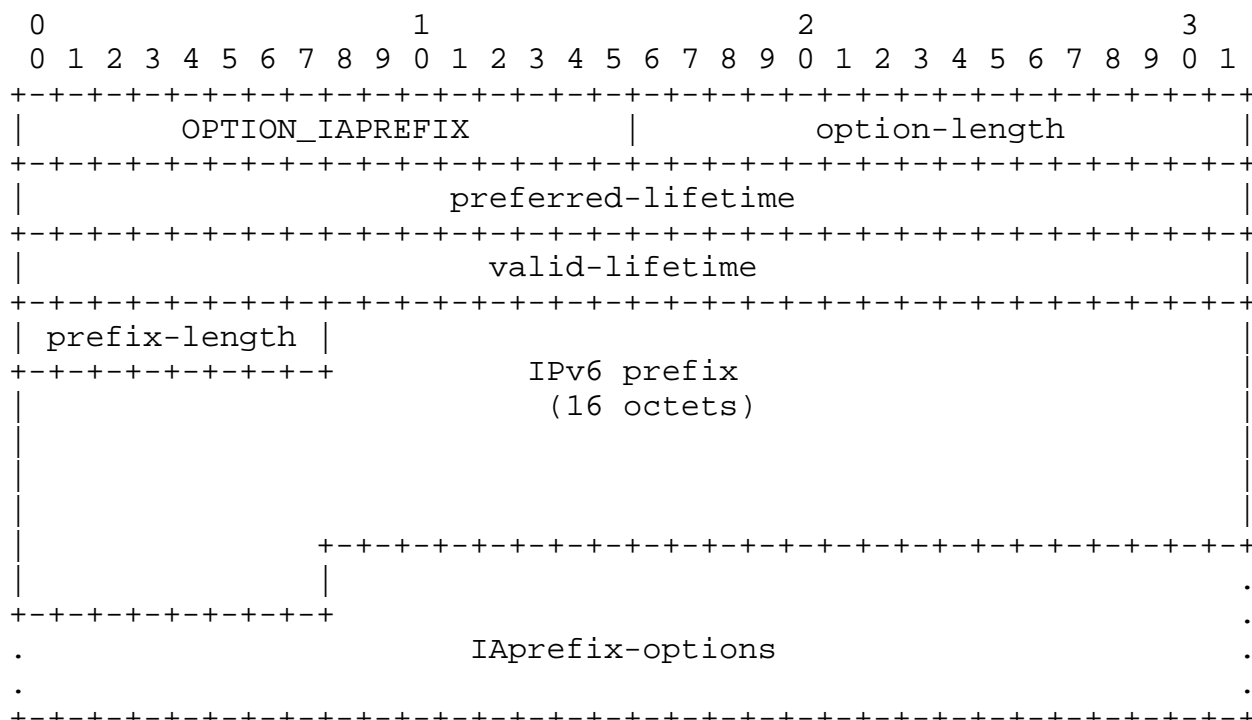 0                   1                   2                   3
 0 1 2 3 4 5 6 7 8 9 0 1 2 3 4 5 6 7 8 9 0 1 2 3 4 5 6 7 8 9 0 1
+-+-+-+-+-+-+-+-+-+-+-+-+-+-+-+-+-+-+-+-+-+-+-+-+-+-+-+-+-+-+-+-+
|        OPTION_IAPREFIX        |         option-length         |
+-+-+-+-+-+-+-+-+-+-+-+-+-+-+-+-+-+-+-+-+-+-+-+-+-+-+-+-+-+-+-+-+
|                      preferred-lifetime                       |
+-+-+-+-+-+-+-+-+-+-+-+-+-+-+-+-+-+-+-+-+-+-+-+-+-+-+-+-+-+-+-+-+
|                        valid-lifetime                         |
+-+-+-+-+-+-+-+-+-+-+-+-+-+-+-+-+-+-+-+-+-+-+-+-+-+-+-+-+-+-+-+-+
| prefix-length |                                               |
+-+-+-+-+-+-+-+-+          IPv6 prefix                          |
|                           (16 octets)                         |
|                                                               |
|                                                               |
|                                                               |
|               +-+-+-+-+-+-+-+-+-+-+-+-+-+-+-+-+-+-+-+-+-+-+-+-+
|               |                                               .
+-+-+-+-+-+-+-+-+                                               .
.                       IAprefix-options                        .
.                                                               .
+-+-+-+-+-+-+-+-+-+-+-+-+-+-+-+-+-+-+-+-+-+-+-+-+-+-+-+-+-+-+-+-+